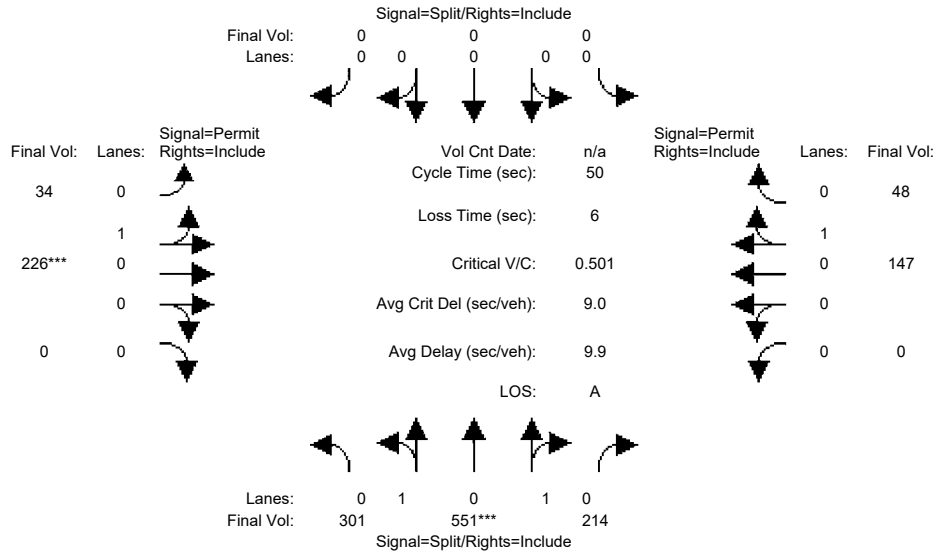 Signal=Split/Rights=Include
Final Vol: 0 0 0
Lanes: 0 0 0 0 0
Signal=Permit Signal=Permit
Final Vol: Lanes: Rights=Include Vol Cnt Date: n/a Rights=Include Lanes: Final Vol:
Cycle Time (sec): 50
34 0 0 48
Loss Time (sec): 6
1 1
226*** 0 Critical V/C: 0.501 0 147
0 Avg Crit Del (sec/veh): 9.0 0
0 0 Avg Delay (sec/veh): 9.9 0 0
LOS: A
Lanes: 0 1 0 1 0
Final Vol: 301 551*** 214
Signal=Split/Rights=Include